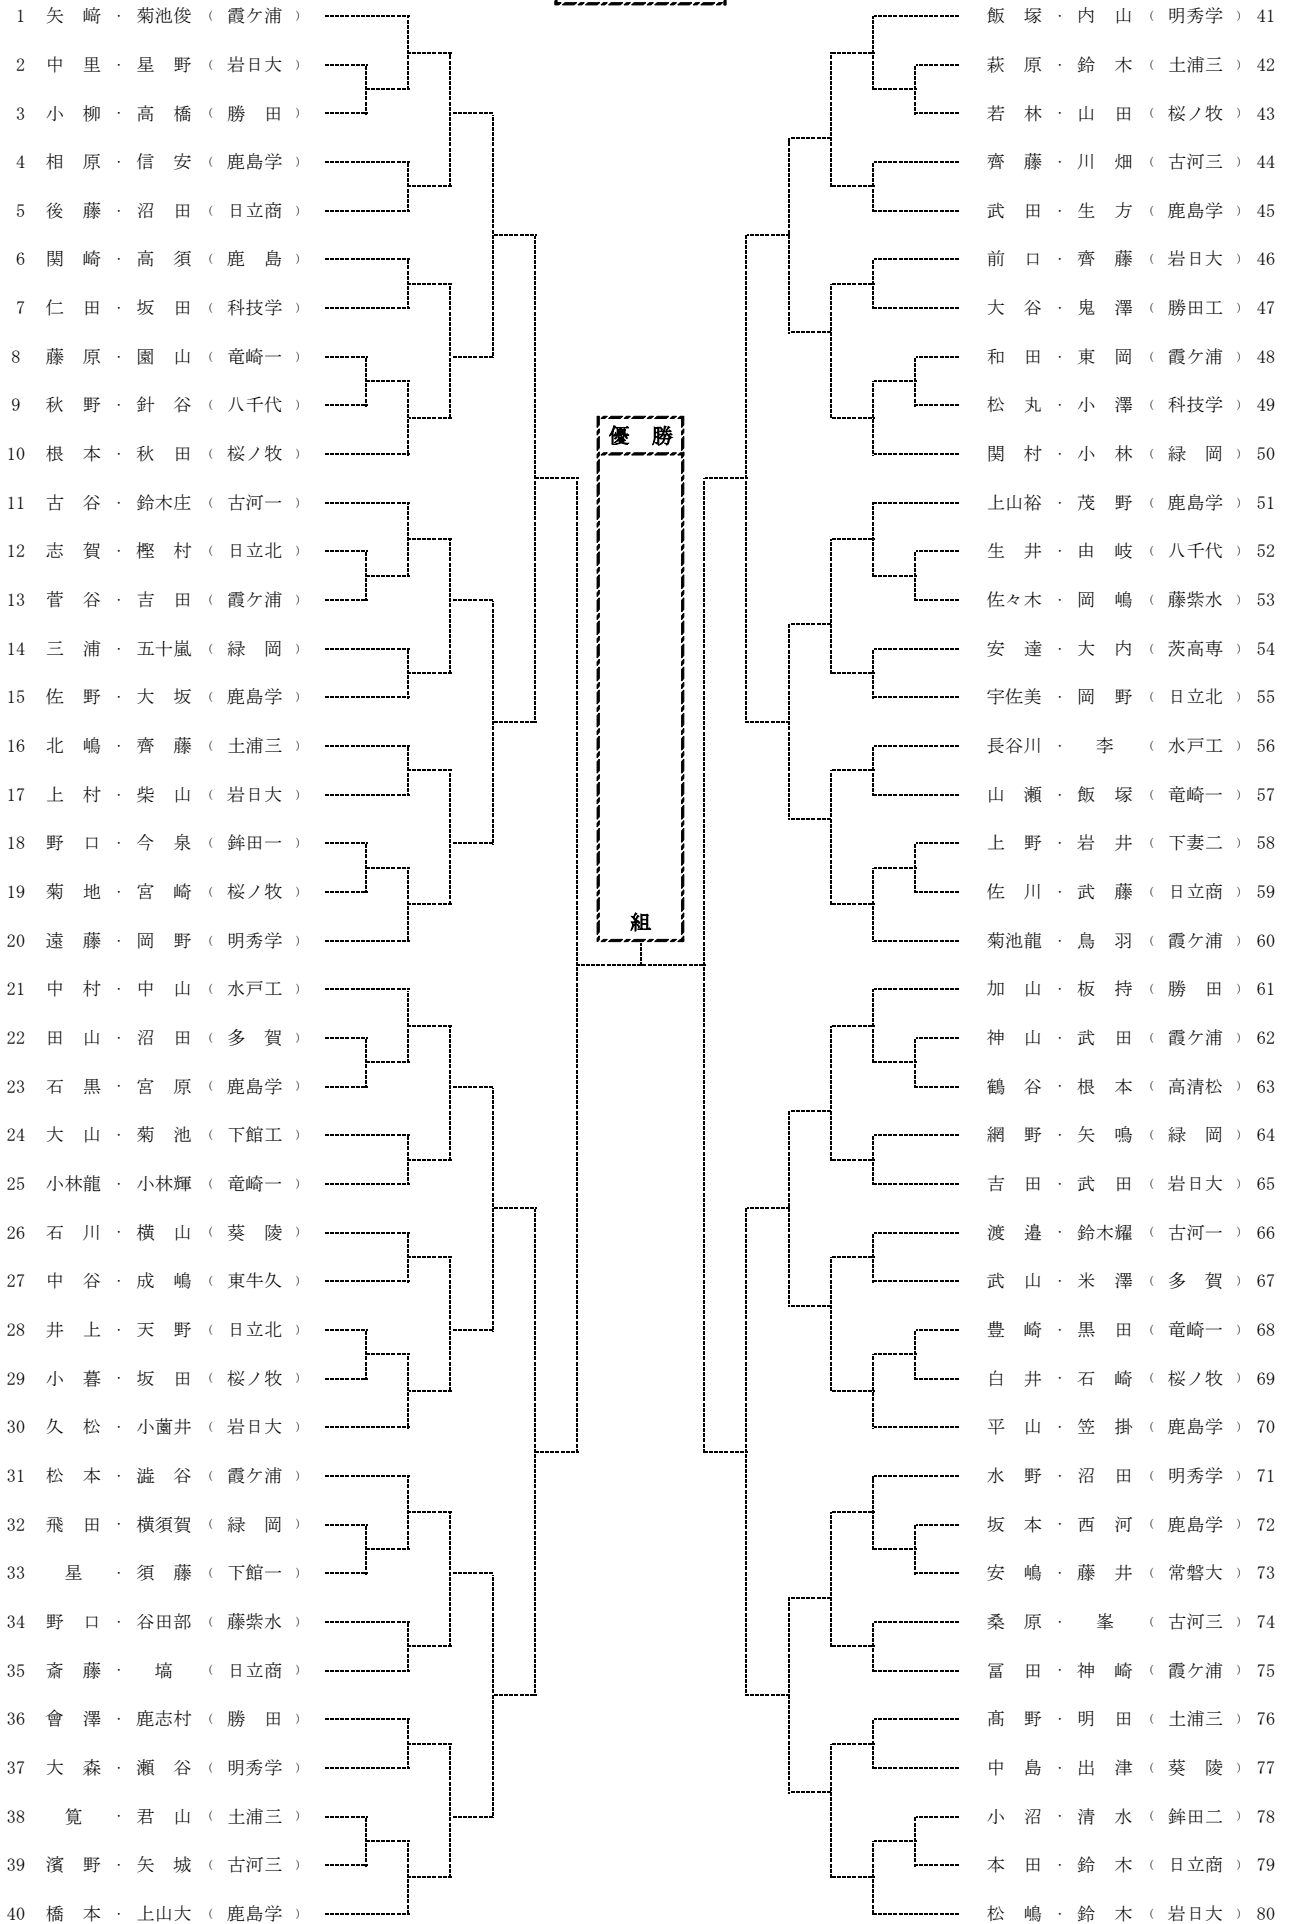 1 矢 﨑 ・ 菊池俊 ( 霞ケ浦 )
2 中 里 ・ 星 野 ( 岩日大 )
3 小 柳 ・ 高 橋 ( 勝 田 )
4 相 原 ・ 信 安 ( 鹿島学 )
5 後 藤 ・ 沼 田 ( 日立商 )
6 関 崎 ・ 高 須 ( 鹿 島 )
7 仁 田 ・ 坂 田 ( 科技学 )
8 藤 原 ・ 園 山 ( 竜崎一 )
9 秋 野 ・ 針 谷 ( 八千代 )
10 根 本 ・ 秋 田 ( 桜ノ牧 )
11 古 谷 ・ 鈴木庄 ( 古河一 )
12 志 賀 ・ 樫 村 ( 日立北 )
13 菅 谷 ・ 吉 田 ( 霞ケ浦 )
14 三 浦 ・ 五十嵐 ( 緑 岡 )
15 佐 野 ・ 大 坂 ( 鹿島学 )
16 北 嶋 ・ 齊 藤 ( 土浦三 )
17 上 村 ・ 柴 山 ( 岩日大 )
18 野 口 ・ 今 泉 ( 鉾田一 )
19 菊 地 ・ 宮 崎 ( 桜ノ牧 )
20 遠 藤 ・ 岡 野 ( 明秀学 )
21 中 村 ・ 中 山 ( 水戸工 )
22 田 山 ・ 沼 田 ( 多 賀 )
23 石 黒 ・ 宮 原 ( 鹿島学 )
24 大 山 ・ 菊 池 ( 下館工 )
25 小林龍 ・ 小林輝 ( 竜崎一 )
26 石 川 ・ 横 山 ( 葵 陵 )
27 中 谷 ・ 成 嶋 ( 東牛久 )
28 井 上 ・ 天 野 ( 日立北 )
29 小 暮 ・ 坂 田 ( 桜ノ牧 )
30 久 松 ・ 小薗井 ( 岩日大 )
31 松 本 ・ 澁 谷 ( 霞ケ浦 )
32 飛 田 ・ 横須賀 ( 緑 岡 )
33 星 ・ 須 藤 ( 下館一 )
34 野 口 ・ 谷田部 ( 藤紫水 )
35 斎 藤 ・ 塙 ( 日立商 )
36 會 澤 ・ 鹿志村 ( 勝 田 )
37 大 森 ・ 瀬 谷 ( 明秀学 )
38 筧 ・ 君 山 ( 土浦三 )
39 濱 野 ・ 矢 城 ( 古河三 )
40 橋 本 ・ 上山大 ( 鹿島学 )
優 勝
組
飯 塚 ・ 内 山 ( 明秀学 ) 41
萩 原 ・ 鈴 木 ( 土浦三 ) 42
若 林 ・ 山 田 ( 桜ノ牧 ) 43
齊 藤 ・ 川 畑 ( 古河三 ) 44
武 田 ・ 生 方 ( 鹿島学 ) 45
前 口 ・ 齊 藤 ( 岩日大 ) 46
大 谷 ・ 鬼 澤 ( 勝田工 ) 47
和 田 ・ 東 岡 ( 霞ケ浦 ) 48
松 丸 ・ 小 澤 ( 科技学 ) 49
関 村 ・ 小 林 ( 緑 岡 ) 50
上山裕 ・ 茂 野 ( 鹿島学 ) 51
生 井 ・ 由 岐 ( 八千代 ) 52
佐々木 ・ 岡 嶋 ( 藤紫水 ) 53
安 達 ・ 大 内 ( 茨高専 ) 54
宇佐美 ・ 岡 野 ( 日立北 ) 55
長谷川 ・ 李 ( 水戸工 ) 56
山 瀬 ・ 飯 塚 ( 竜崎一 ) 57
上 野 ・ 岩 井 ( 下妻二 ) 58
佐 川 ・ 武 藤 ( 日立商 ) 59
菊池龍 ・ 鳥 羽 ( 霞ケ浦 ) 60
加 山 ・ 板 持 ( 勝 田 ) 61
神 山 ・ 武 田 ( 霞ケ浦 ) 62
鶴 谷 ・ 根 本 ( 高清松 ) 63
網 野 ・ 矢 鳴 ( 緑 岡 ) 64
吉 田 ・ 武 田 ( 岩日大 ) 65
渡 邉 ・ 鈴木耀 ( 古河一 ) 66
武 山 ・ 米 澤 ( 多 賀 ) 67
豊 崎 ・ 黒 田 ( 竜崎一 ) 68
白 井 ・ 石 崎 ( 桜ノ牧 ) 69
平 山 ・ 笠 掛 ( 鹿島学 ) 70
水 野 ・ 沼 田 ( 明秀学 ) 71
坂 本 ・ 西 河 ( 鹿島学 ) 72
安 嶋 ・ 藤 井 ( 常磐大 ) 73
桑 原 ・ 峯 ( 古河三 ) 74
冨 田 ・ 神 崎 ( 霞ケ浦 ) 75
髙 野 ・ 明 田 ( 土浦三 ) 76
中 島 ・ 出 津 ( 葵 陵 ) 77
小 沼 ・ 清 水 ( 鉾田二 ) 78
本 田 ・ 鈴 木 ( 日立商 ) 79
松 嶋 ・ 鈴 木 ( 岩日大 ) 80